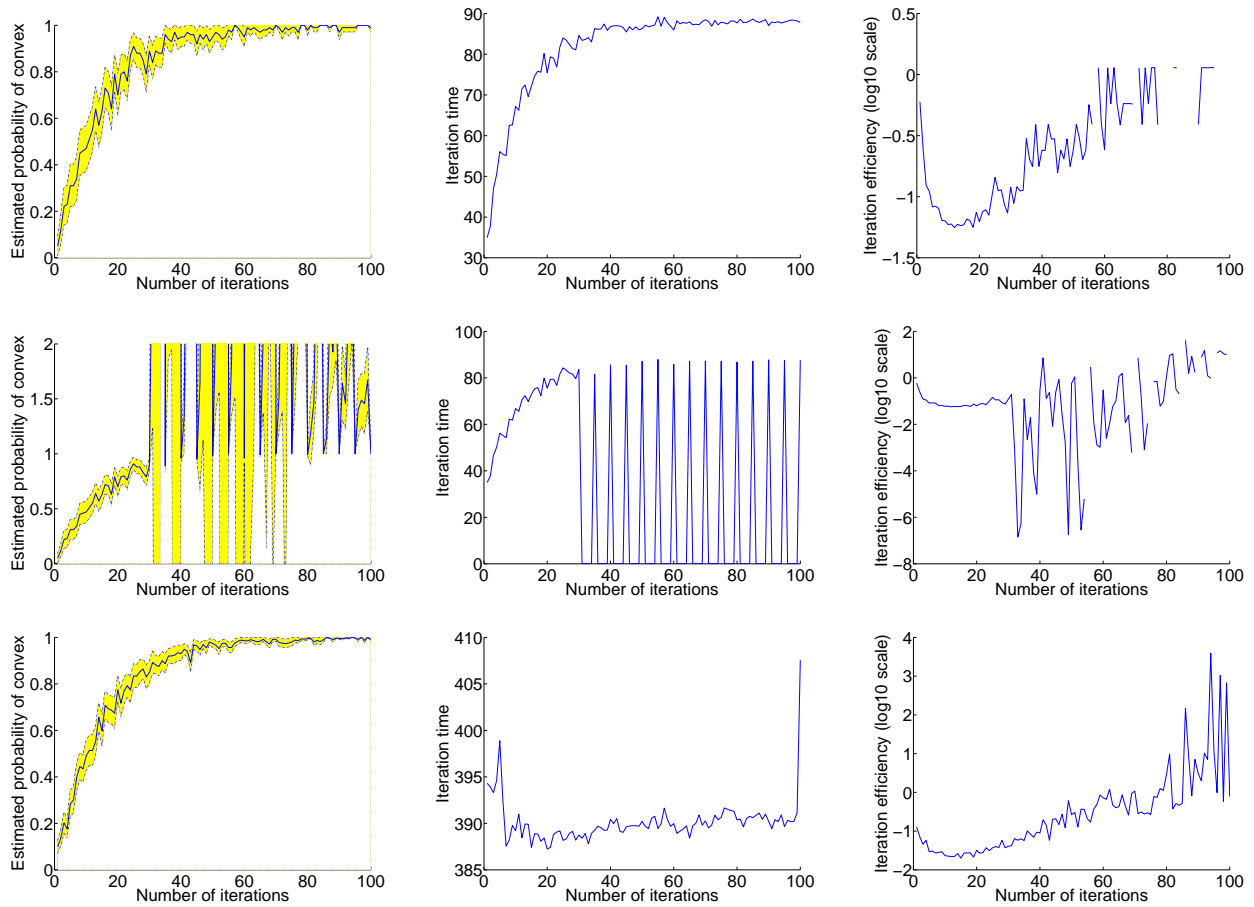 Estimated probability of convex
1
0.8
0.6
0.4
0.2
0
0 20 40 60 80 100
Number of iterations
Iteration time
90
80
70
60
50
40
30
0 20 40 60 80 100
Number of iterations
Iteration efficiency (log10 scale)
0.5
0
−0.5
−1
−1.5
0 20 40 60 80 100
Number of iterations
Estimated probability of convex
2
1.5
1
0.5
0
0 20 40 60 80 100
Number of iterations
Iteration time
100
80
60
40
20
0
0 20 40 60 80 100
Number of iterations
Iteration efficiency (log10 scale)
2
0
−2
−4
−6
−8
0 20 40 60 80 100
Number of iterations
Estimated probability of convex
1
0.8
0.6
0.4
0.2
0
0 20 40 60 80 100
Number of iterations
Iteration time
410
405
400
395
390
385
0 20 40 60 80 100
Number of iterations
Iteration efficiency (log10 scale)
4
3
2
1
0
−1
−2
0 20 40 60 80 100
Number of iterations